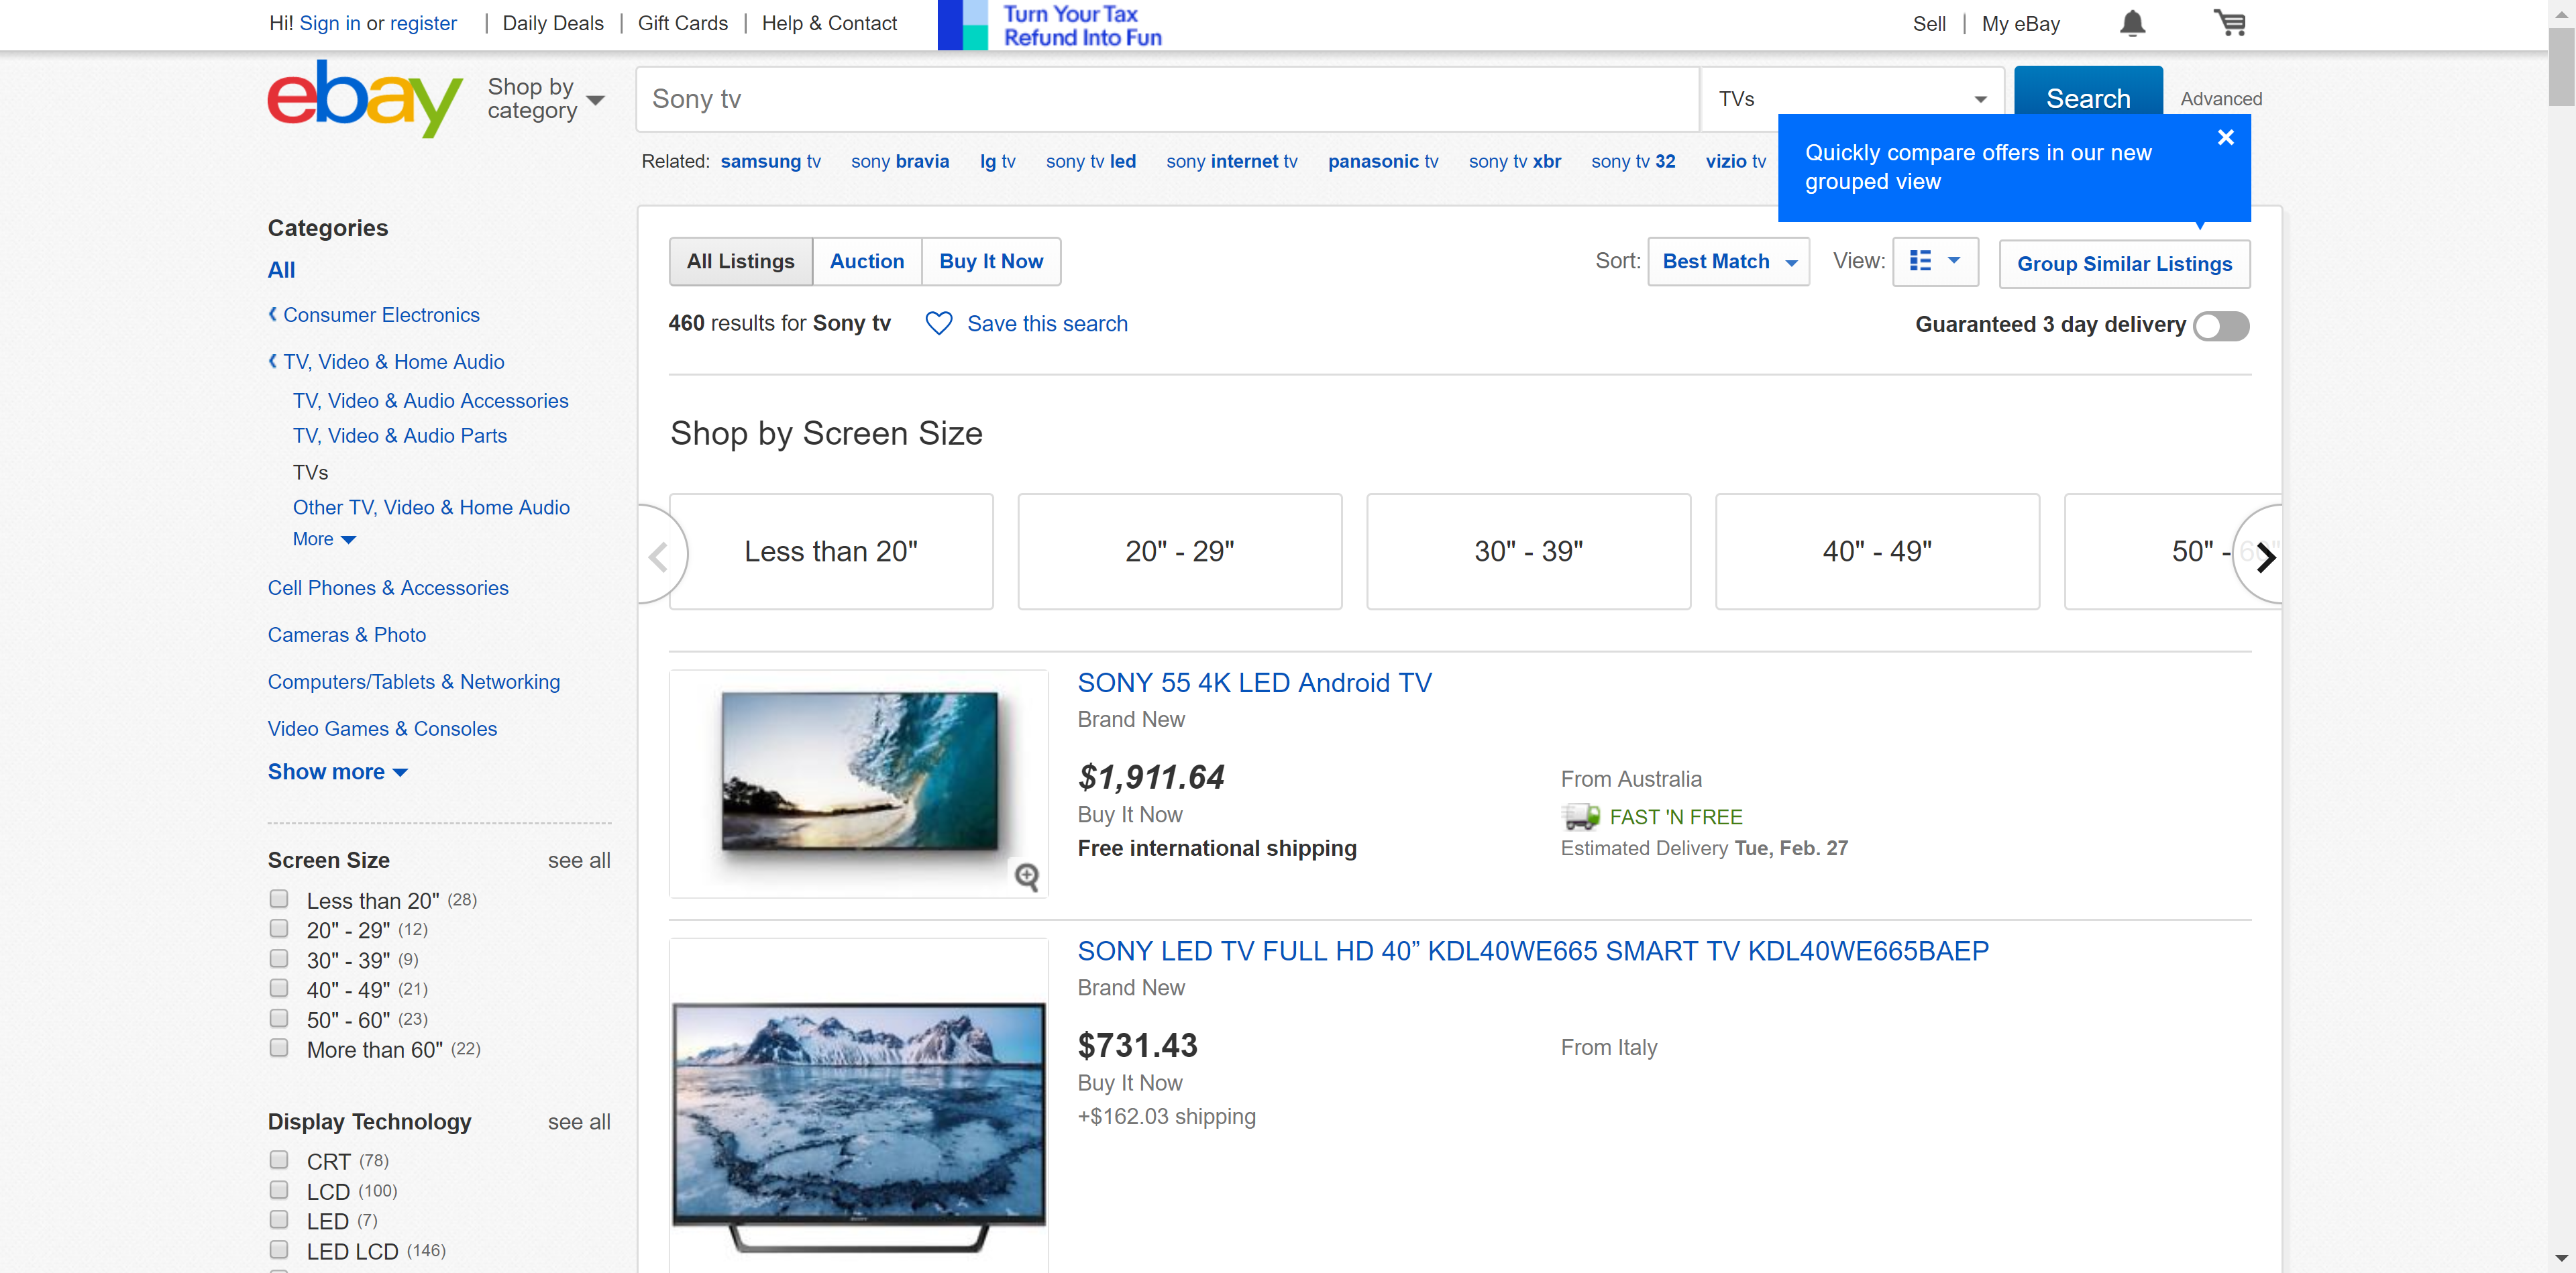 Hi! Sign in or register | Daily Deals | Gift Cards | Help & Contact
Turn Your Tax
Refund Into Fun
Sell | My eBay
ebay
Shop by
category
Sony tv
TVs
Search
Advanced
Related: samsung tv sony bravia lg tv sony tv led sony internet tv panasonic tv sony tv xbr sony tv 32 vizio tv
Quickly compare offers in our new
grouped view
Categories
All
Consumer Electronics
TV, Video & Home Audio
TV, Video & Audio Accessories
TV, Video & Audio Parts
TVs
Other TV, Video & Home Audio
More
Cell Phones & Accessories
Cameras & Photo
Computers/Tablets & Networking
Video Games & Consoles
Show more
Screen Size see all
Less than 20" (28)
20" - 29" (12)
30" - 39" (9)
40" - 49" (21)
50" - 60" (23)
More than 60" (22)
Display Technology see all
CRT (78)
LCD (100)
LED (7)
LED LCD (146)
All Listings Auction Buy It Now
Sort: Best Match View: Group Similar Listings
460 results for Sony tv Save this search
Guaranteed 3 day delivery
Shop by Screen Size
Less than 20" 20" - 29" 30" - 39" 40" - 49" 50" - 60"
SONY 55 4K LED Android TV
Brand New
$1,911.64
Buy It Now
Free international shipping
From Australia
FAST 'N FREE
Estimated Delivery Tue, Feb. 27
SONY LED TV FULL HD 40” KDL40WE665 SMART TV KDL40WE665BAEP
Brand New
$731.43
Buy It Now
+$162.03 shipping
From Italy